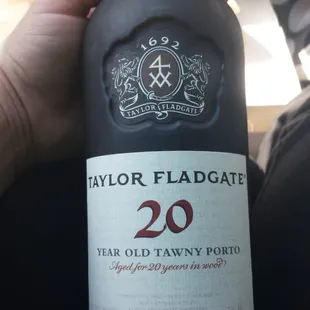 1692
TAYLOR FLADGATE
TAYLOR FLADGATE
20
YEAR OLD TAWNY PORTO
Aged for 20 years in wood